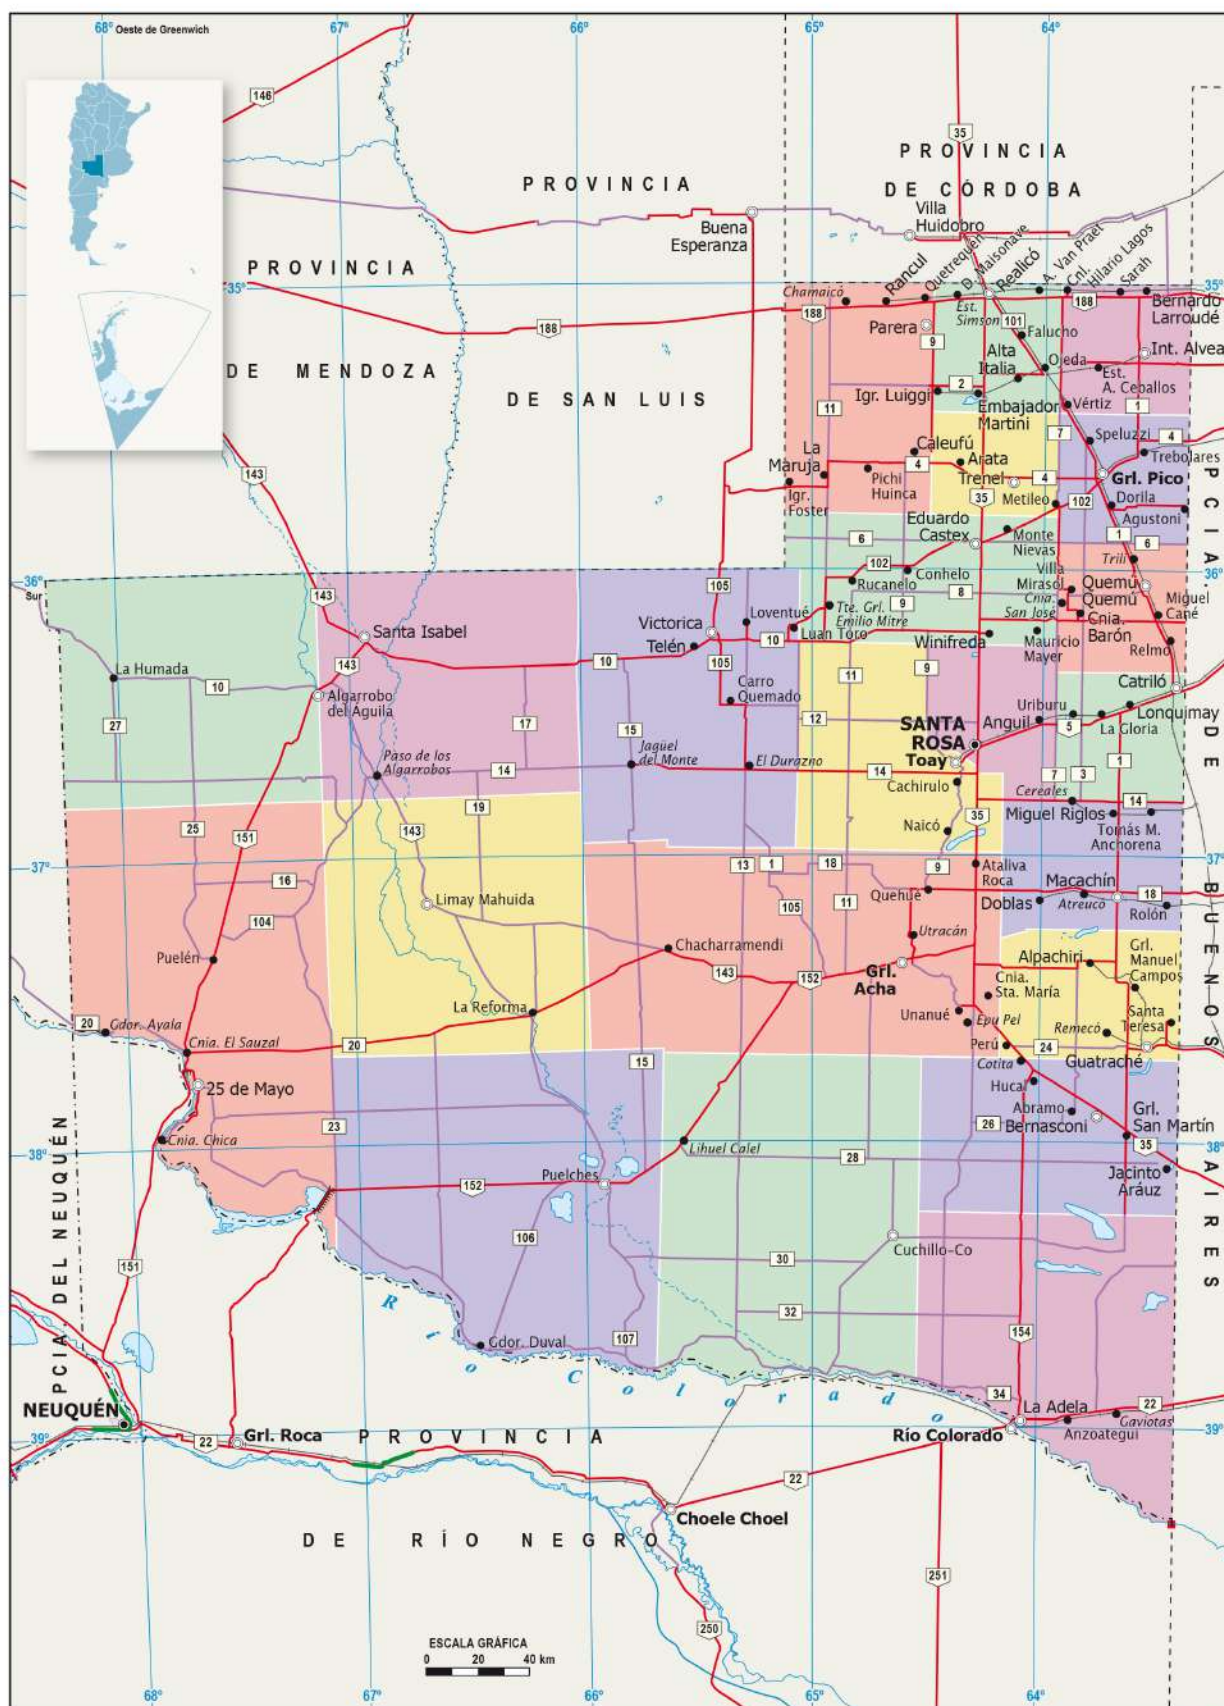 68°
Oeste de Greenwich
67°
66°
65°
64°
146
35
PROVINCIA
DE CÓRDOBA
PROVINCIA
Villa
Huidobro
Buena
Esperanza
PROVINCIA
35°
35°
Chamaicó
Rancul
Quetrequén
D. Maisonave
Realicó
A. Van Praet
Cnl. Hilario Lagos
Sarah
188
188
188
Est.
Simson
101
Bernardo
Larroudé
Parera
Falucho
9
Int. Alvea
Alta
Italia
Ojeda
DE MENDOZA
Est.
A. Ceballos
2
Igr. Luiggi
DE SAN LUIS
Embajador
Martini
Vértiz
11
1
7
Speluzzi
4
Caleufú
Trebolares
La
Maruja
4
Arata
143
Pichi
Huinca
Trenel
4
Grl. Pico
Igr.
Foster
35
Metileo
102
Dorila
Agustoni
Eduardo
Castex
Monte
Nievas
1
6
6
Trili
102
Villa
Mirasol
36°
36°
Sur
105
Conhelo
Rucanelo
8
Quemú
Quemú
143
Cnia.
San José
Miguel
Cané
Tte. Grl.
Emilio Mitre
9
Victorica
Loventué
Cnia.
Barón
Santa Isabel
Luan Toro
Winifreda
Mauricio
Mayer
Telén
10
Relmo
143
10
105
9
La Humada
10
11
Catriló
Algarrobo
del Aguila
Carro
Quemado
Uriburu
27
17
15
12
SANTA
ROSA
Anguil
Lonquimay
5
La Gloria
Paso de los
Algarrobos
Jagüel
del Monte
El Durazno
Toay
14
14
7
3
1
Cachirulo
Cereales
14
19
Miguel Riglos
25
151
143
Naicó
35
Tomás M.
Anchorena
37°
37°
13
1
18
9
Ataliva
Roca
16
Quehué
Macachín
18
Limay Mahuida
105
11
Doblas
Atreuco
Rolón
104
Utracán
Chacharramendi
Puelén
Grl.
Acha
Alpachiri
Grl.
Manuel
Campos
143
152
Cnia.
Sta. María
La Reforma
Unanué
Santa
Teresa
20
Gdor. Ayala
Epu Pel
Remecó
Cnia. El Sauzal
20
Perú
24
15
Cotita
Guatraché
25 de Mayo
Hucal
Abramo
23
26
Bernasconi
Grl.
San Martín
Cnia. Chica
38°
38°
Lihuel Calel
35
28
Puelches
Jacinto
Aráuz
152
106
Cuchillo-Co
30
151
32
107
154
Gdor. Duval
Río Colorado
34
La Adela
22
Gaviotas
Anzoategui
39°
39°
NEUQUÉN
Río Colorado
22
Grl. Roca
PROVINCIA
22
Choele Choel
DE RÍO NEGRO
251
250
PCIA. DEL NEUQUÉN
PCIA. DE BUENOS AIRES
ESCALA GRÁFICA
0 20 40 km
68°
67°
66°
65°
64°